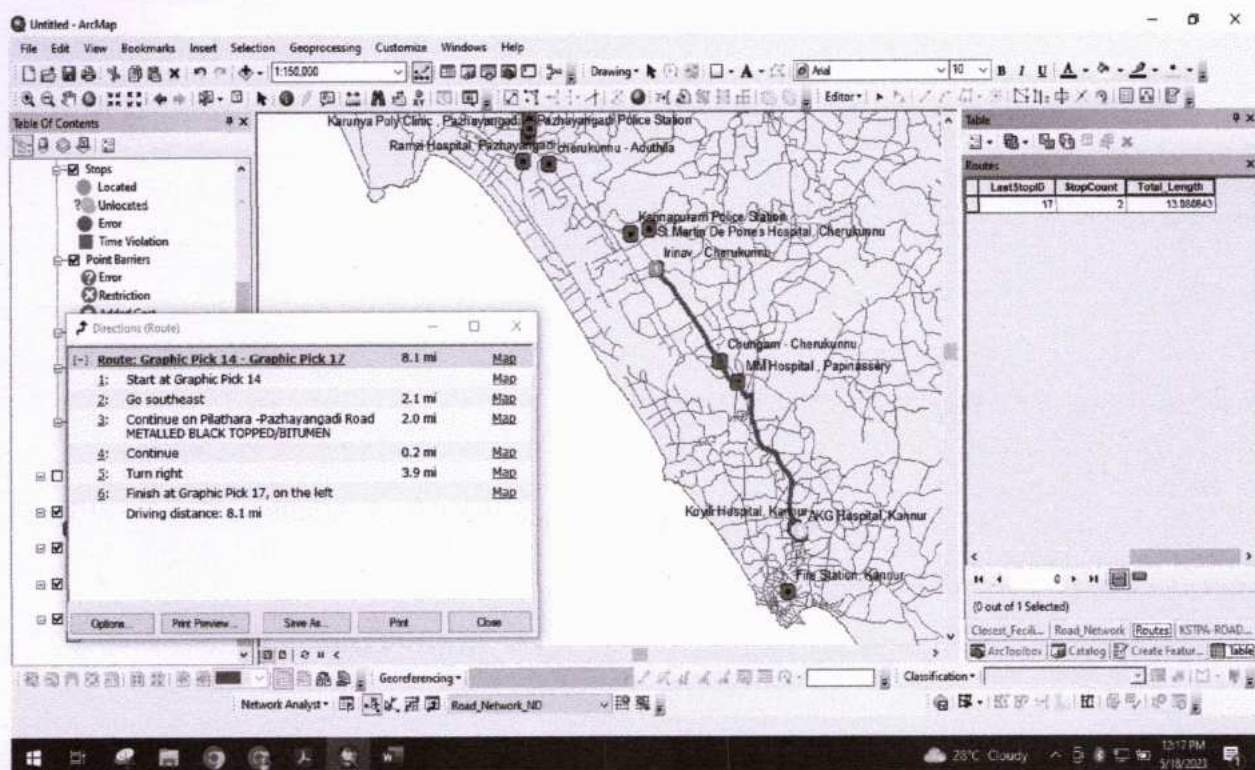 Untitled - ArcMap
File Edit View Bookmarks Insert Selection Geoprocessing Customize Windows Help
1:150,000
Drawing
Arial
10
B I U A
Editor
Table Of Contents
Stops
Located
Unlocated
Error
Time Violation
Point Barriers
Error
Restriction
Directions (Route)
[-] Route: Graphic Pick 14 - Graphic Pick 17 8.1 mi Map
1: Start at Graphic Pick 14 Map
2: Go southeast 2.1 mi Map
3: Continue on Pilathara -Pazhayangadi Road 2.0 mi Map
METALLED BLACK TOPPED/BITUMEN
4: Continue 0.2 mi Map
5: Turn right 3.9 mi Map
6: Finish at Graphic Pick 17, on the left Map
Driving distance: 8.1 mi
Options... Print Preview... Save As... Print Close
Karunya Poly Clinic , Pazhayangadi Pazhayangadi Police Station
Hospital, Pazhayangadi cherukunnu - Aduthila
Kannapuram Police Station
St Martin De Porre's Hospital, Cherukunnu
Irinav , Cherukunnu
Chungam - Cherukunnu
MM Hospital , Papinassery
Hospital, Kannur AKG Hospital, Kannur
Fire Station, Kannur
Table
Routes
LastStopID StopCount Total_Length
17 2
0
(0 out of 1 Selected)
Closest_Fecili... Road_Network Routes KSTPA-ROAD...
ArcToolbox Catalog Create Featur... Table
Georeferencing
Classification
Network Analyst
Road_Network_ND
28°C Cloudy
12:17 PM
5/18/2023